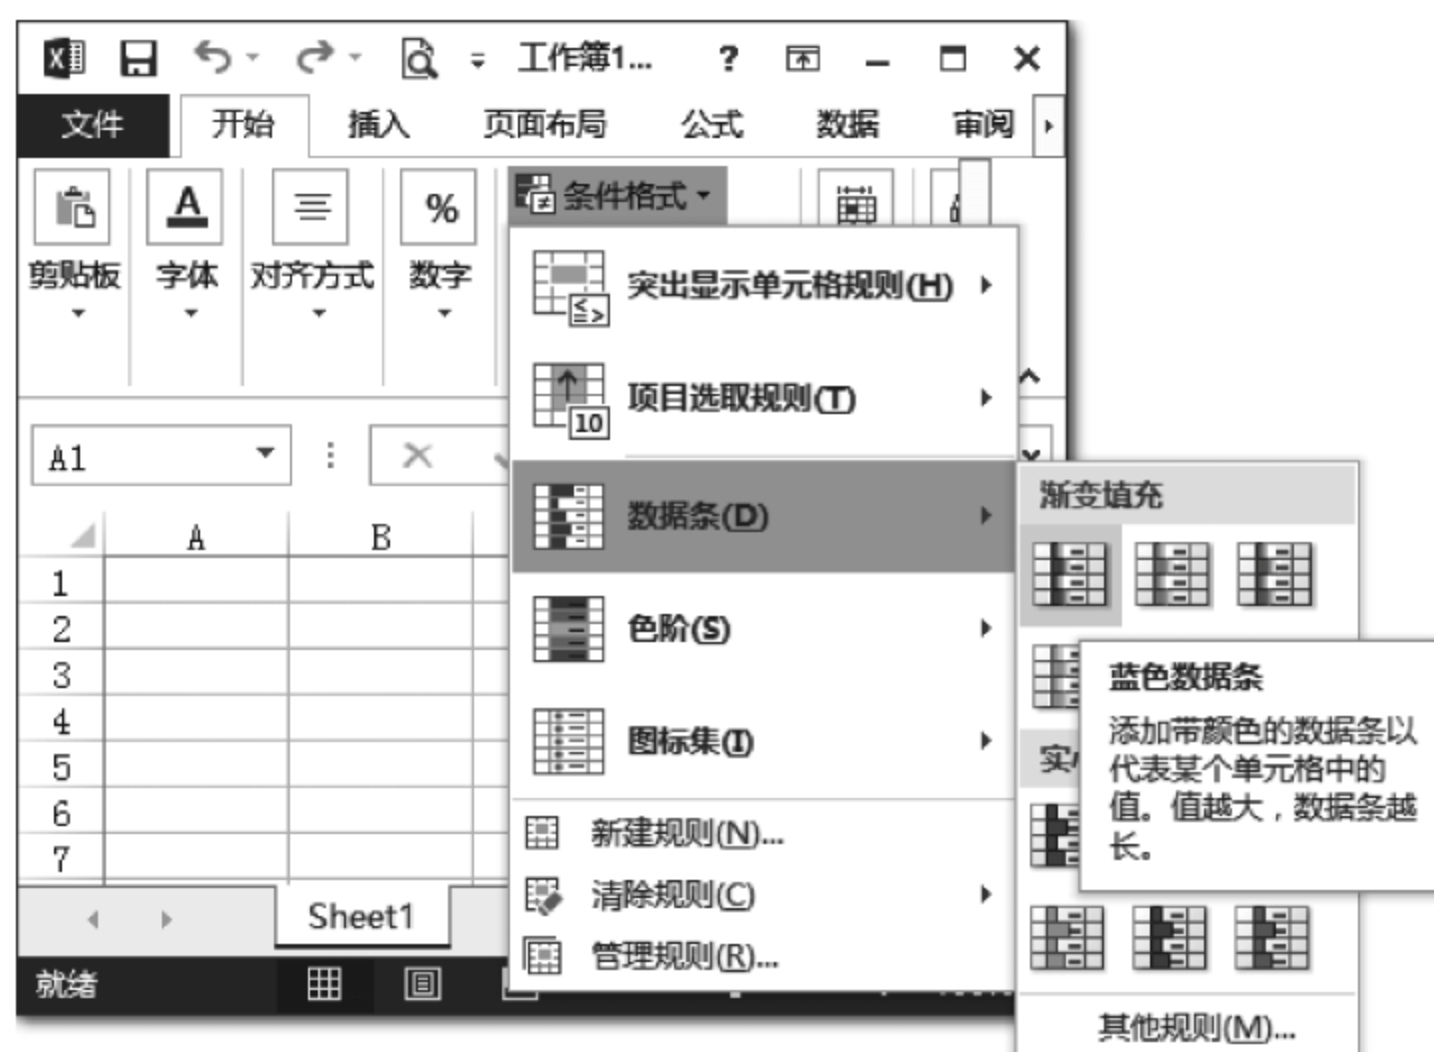 工作簿1...
文件 开始 插入 页面布局 公式 数据 审阅
条件格式
%
剪贴板 字体 对齐方式 数字
突出显示单元格规则(H)
10
项目选取规则(T)
A1
数据条(D)
渐变填充
A B
1
2
3
4
5
6
7
色阶(S)
图标集(I)
蓝色数据条
添加带颜色的数据条以
代表某个单元格中的
值。值越大，数据条越
长。
新建规则(N)...
清除规则(C)
管理规则(R)...
Sheet1
就绪
其他规则(M)...